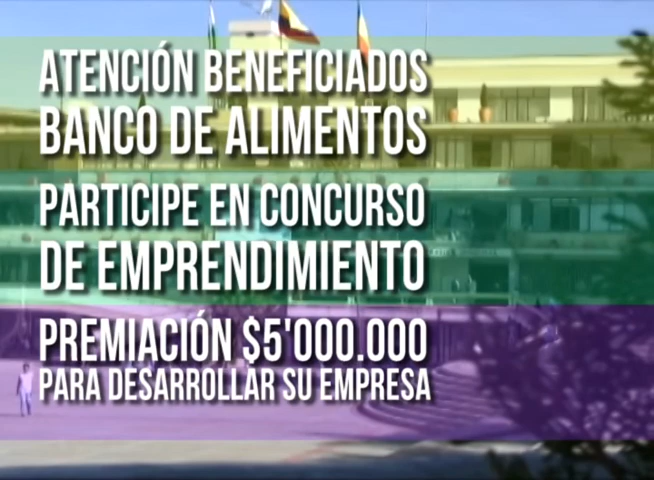 ATENCIÓN BENEFICIADOS
BANCO DE ALIMENTOS
PARTICIPE EN CONCURSO
DE EMPRENDIMIENTO
PREMIACIÓN $5'000.000
PARA DESARROLLAR SU EMPRESA